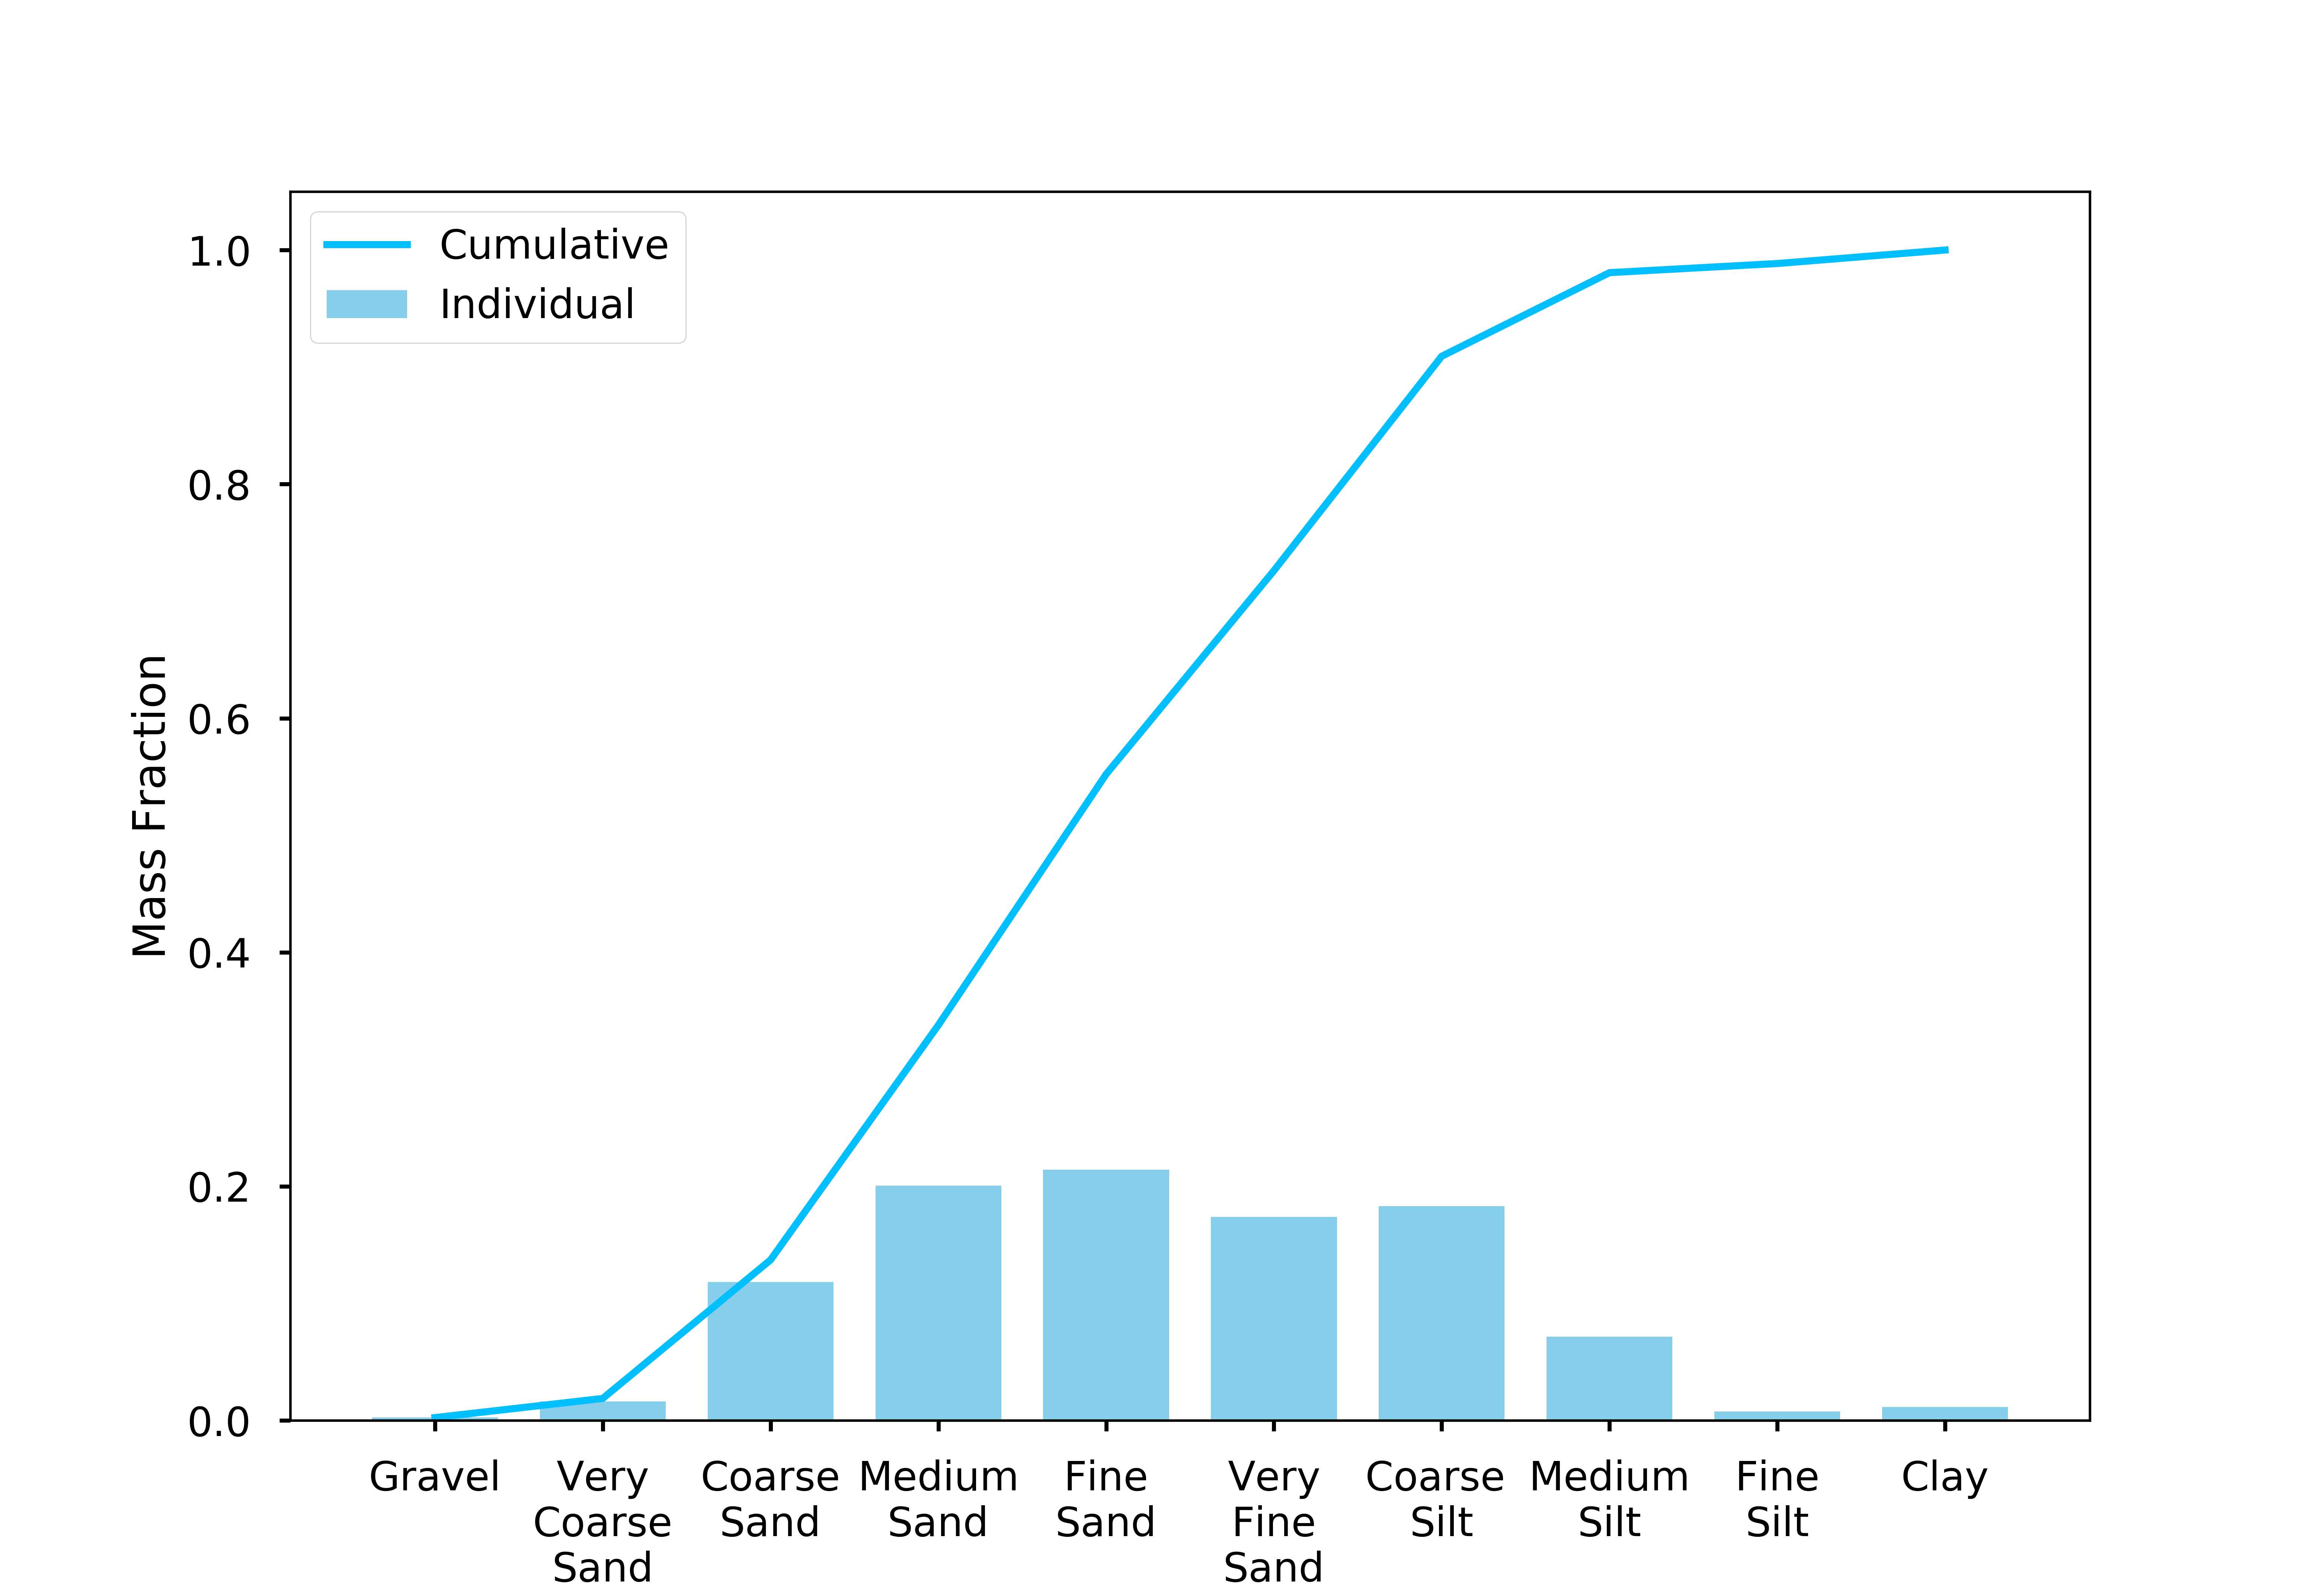 Cumulative
Individual
1.0
0.8
0.6
0.4
0.2
0.0
Mass Fraction
Gravel
Very
Coarse
Sand
Coarse
Sand
Medium
Sand
Fine
Sand
Very
Fine
Sand
Coarse
Silt
Medium
Silt
Fine
Silt
Clay